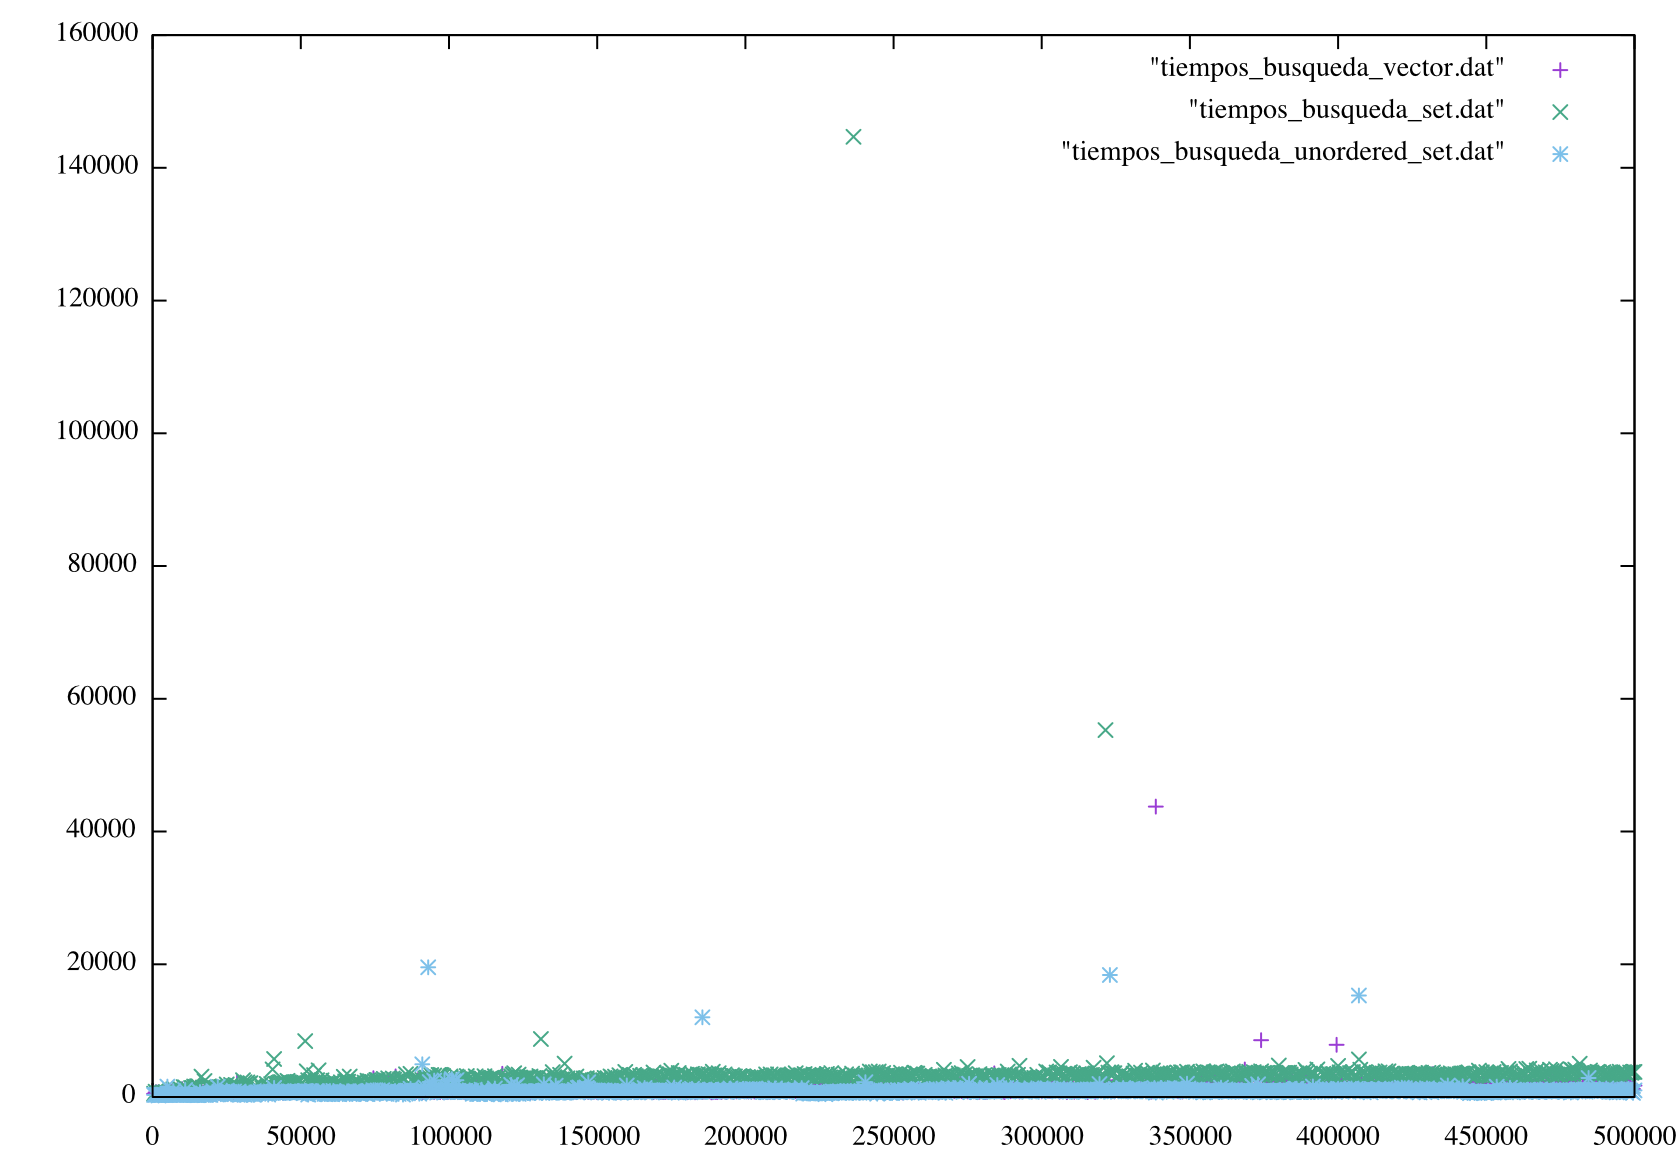 160000
140000
120000
100000
80000
60000
40000
20000
0
"tiempos_busqueda_vector.dat"
"tiempos_busqueda_set.dat"
"tiempos_busqueda_unordered_set.dat"
0 50000 100000 150000 200000 250000 300000 350000 400000 450000 500000